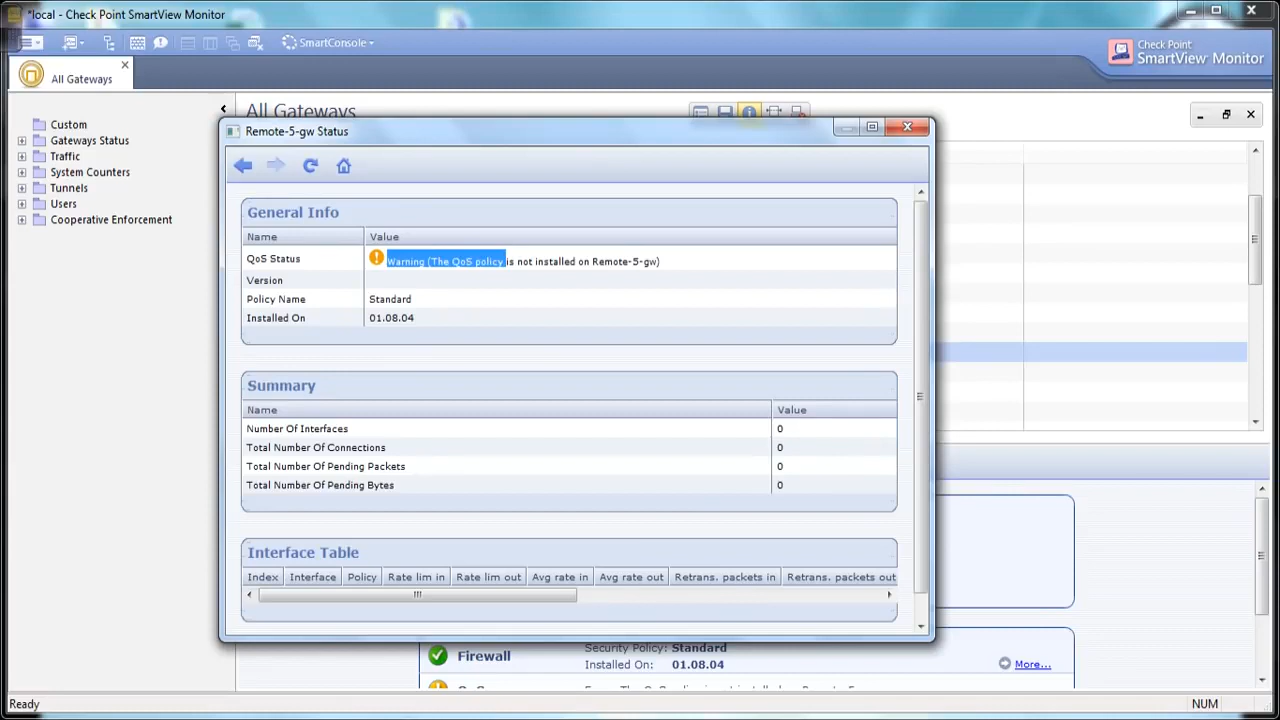 *local - Check Point SmartView Monitor
SmartConsole
Check Point
SmartView Monitor
All Gateways
All Gateways
Custom
Gateways Status
Traffic
System Counters
Tunnels
Users
Cooperative Enforcement
Remote-5-gw Status
General Info
Name Value
QoS Status Warning (The QoS policy is not installed on Remote-5-gw)
Version
Policy Name Standard
Installed On 01.08.04
Summary
Name Value
Number Of Interfaces 0
Total Number Of Connections 0
Total Number Of Pending Packets 0
Total Number Of Pending Bytes 0
Interface Table
Index Interface Policy Rate lim in Rate lim out Avg rate in Avg rate out Retrans. packets in Retrans. packets out
Firewall
Security Policy: Standard
Installed On: 01.08.04
More...
Ready NUM